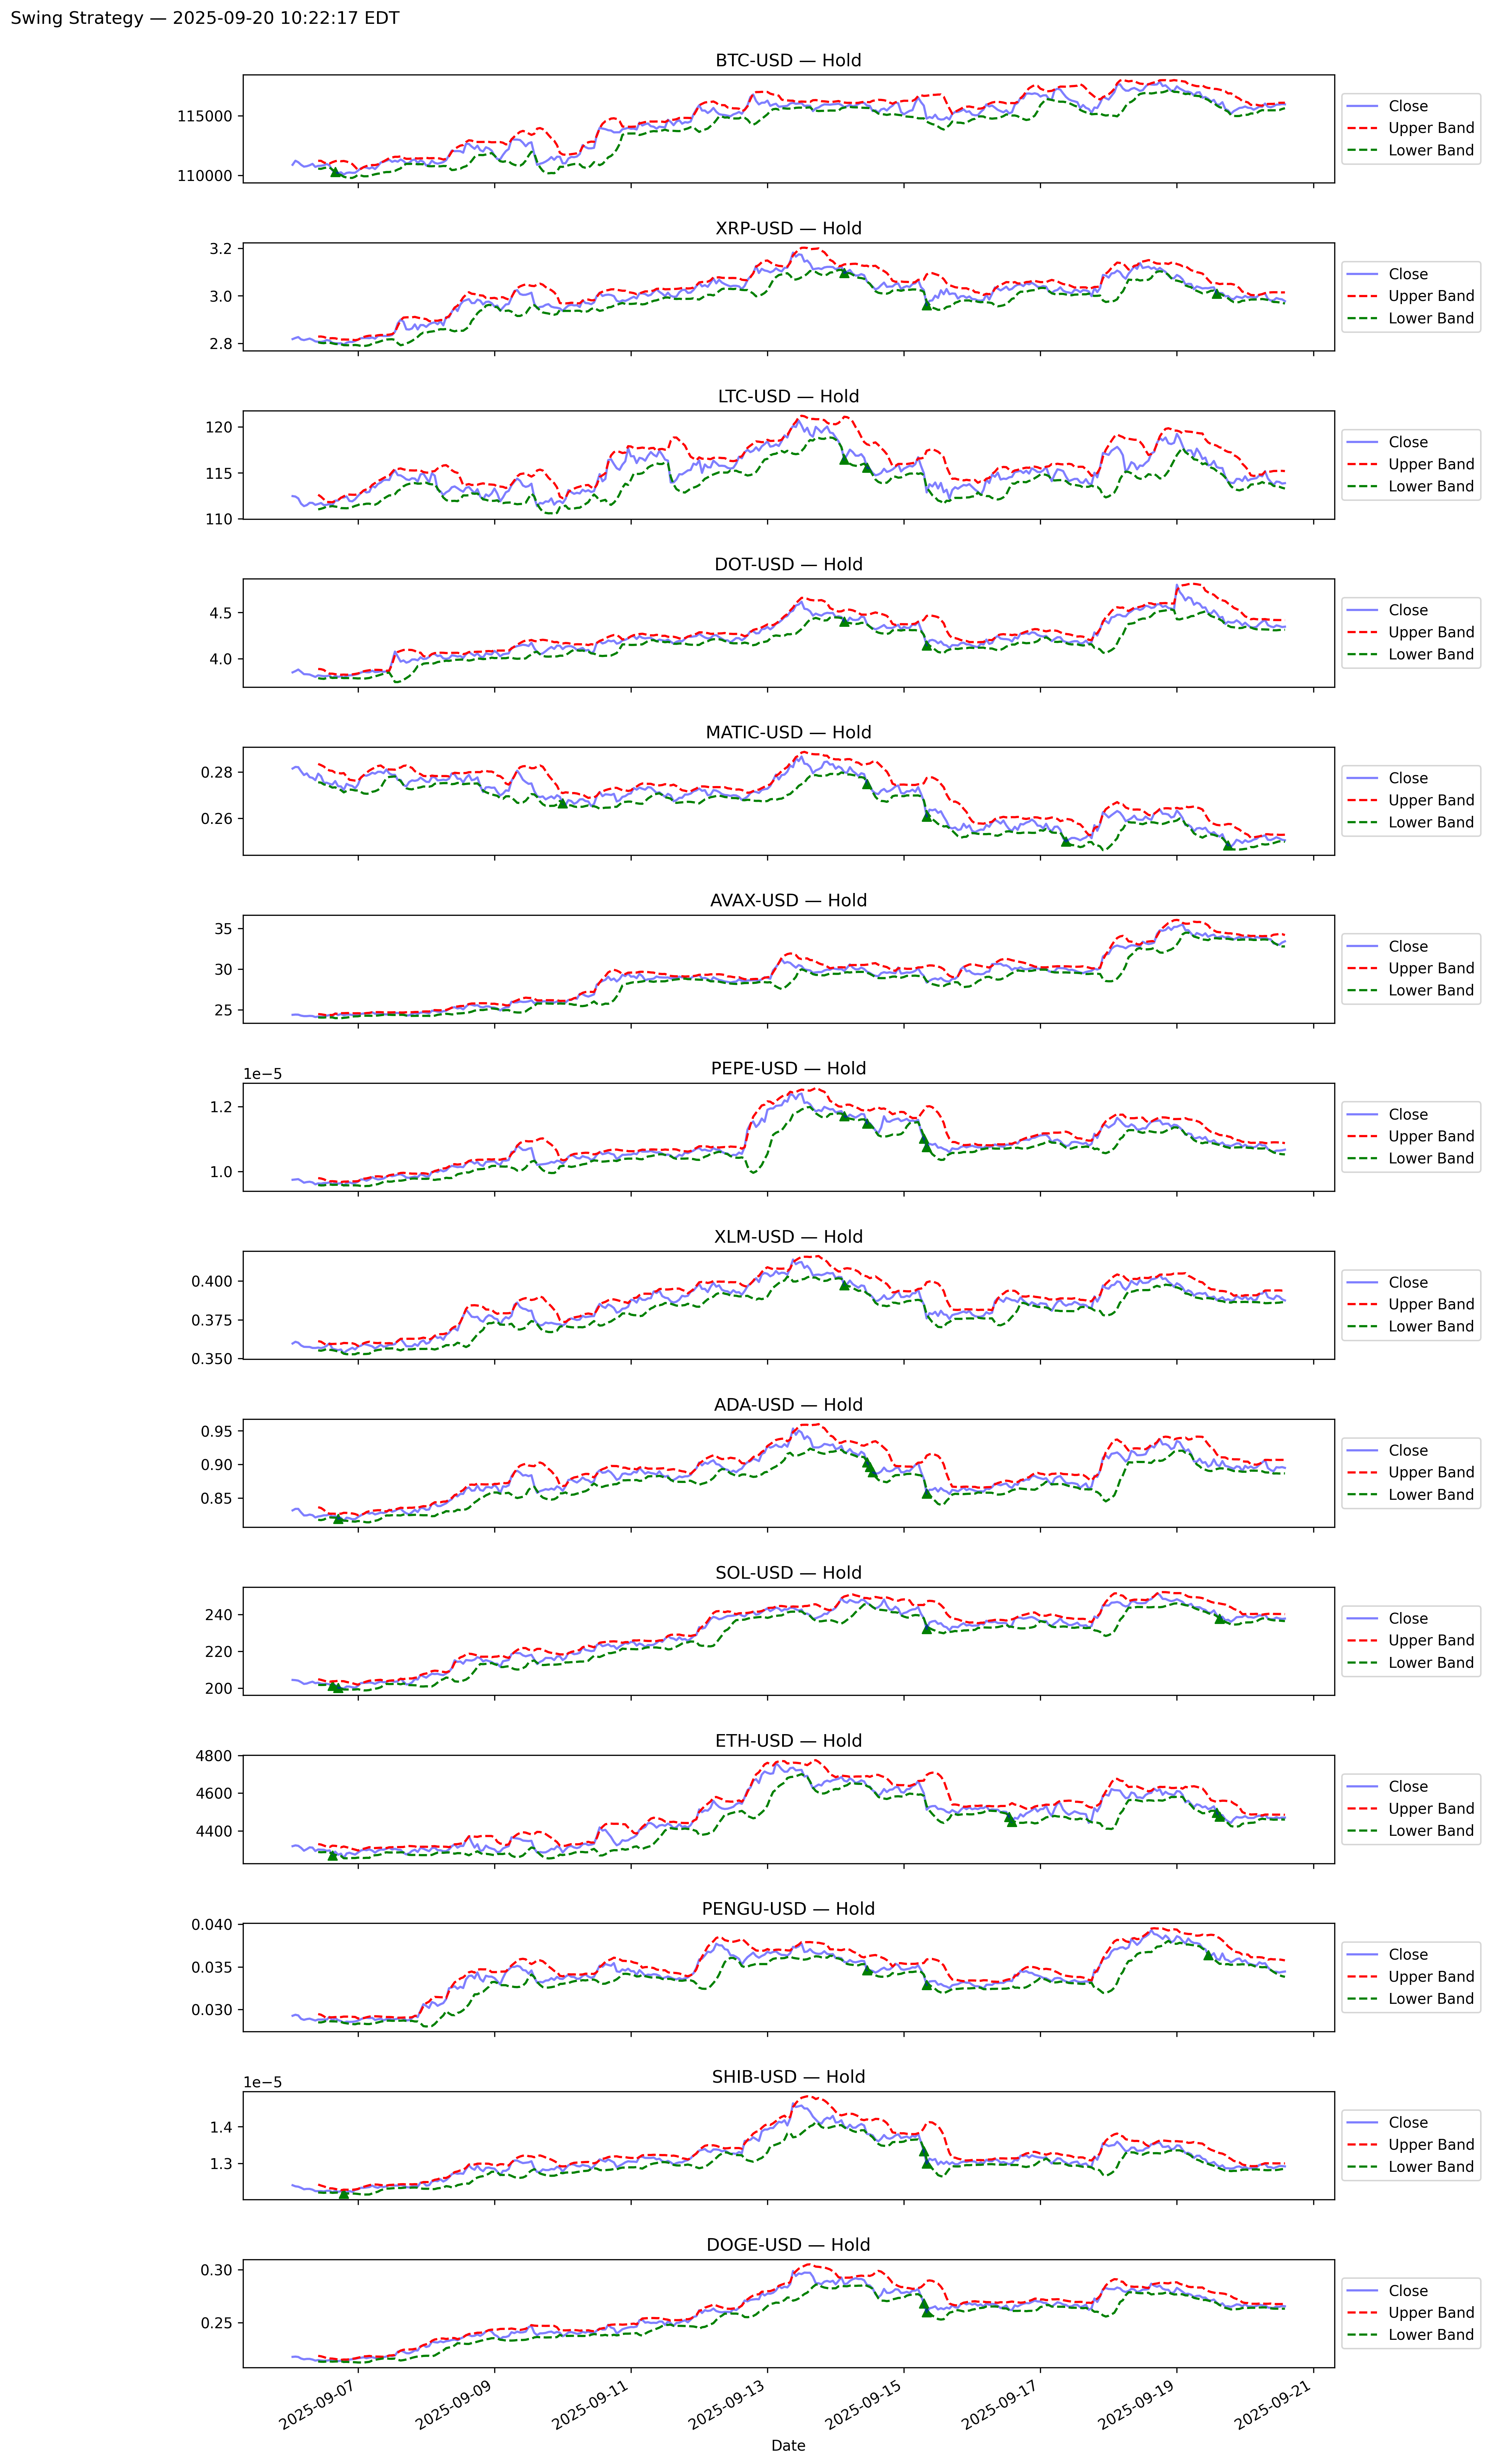 Swing Strategy — 2025-09-20 10:22:17 EDT
BTC-USD — Hold
115000
110000
Close
Upper Band
Lower Band
XRP-USD — Hold
3.2
3.0
2.8
Close
Upper Band
Lower Band
LTC-USD — Hold
120
115
110
Close
Upper Band
Lower Band
DOT-USD — Hold
4.5
4.0
Close
Upper Band
Lower Band
MATIC-USD — Hold
0.28
0.26
Close
Upper Band
Lower Band
AVAX-USD — Hold
35
30
25
Close
Upper Band
Lower Band
PEPE-USD — Hold
1e−5
1.2
1.0
Close
Upper Band
Lower Band
XLM-USD — Hold
0.400
0.375
0.350
Close
Upper Band
Lower Band
ADA-USD — Hold
0.95
0.90
0.85
Close
Upper Band
Lower Band
SOL-USD — Hold
240
220
200
Close
Upper Band
Lower Band
ETH-USD — Hold
4800
4600
4400
Close
Upper Band
Lower Band
PENGU-USD — Hold
0.040
0.035
0.030
Close
Upper Band
Lower Band
SHIB-USD — Hold
1e−5
1.4
1.3
Close
Upper Band
Lower Band
DOGE-USD — Hold
0.30
0.25
Close
Upper Band
Lower Band
2025-09-07
2025-09-09
2025-09-11
2025-09-13
2025-09-15
2025-09-17
2025-09-19
2025-09-21
Date